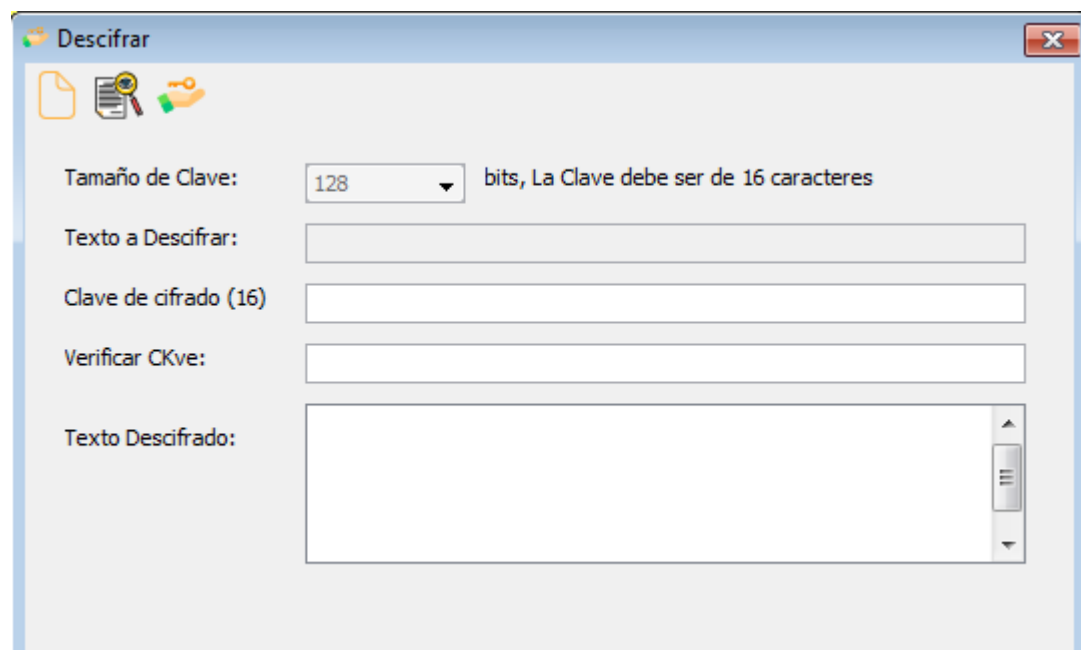 Descifrar
Tamaño de Clave: 128 bits, La Clave debe ser de 16 caracteres
Texto a Descifrar:
Clave de cifrado (16)
Verificar CKve:
Texto Descifrado: